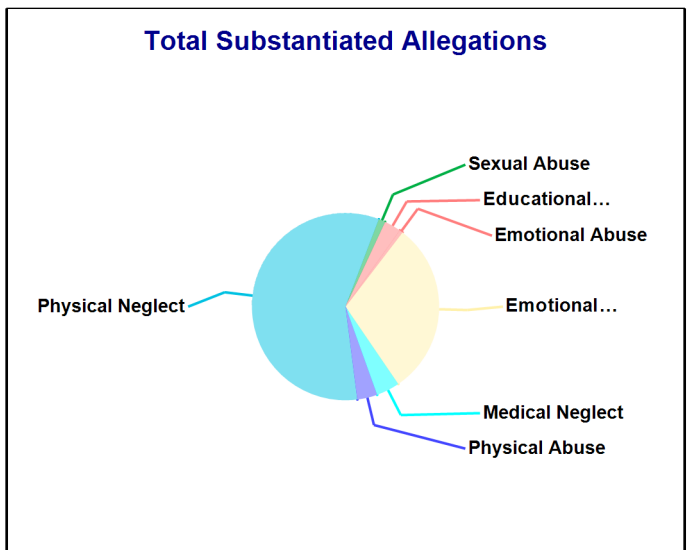 Total Substantiated Allegations
Sexual Abuse
Educational…
Emotional Abuse
Physical Neglect
Emotional…
Medical Neglect
Physical Abuse